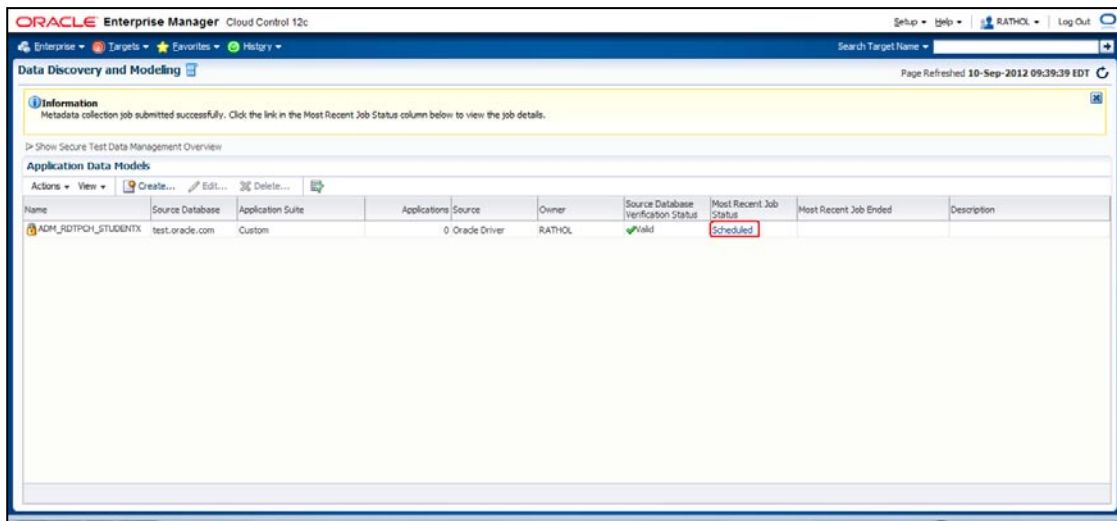 ORACLE Enterprise Manager Cloud Control 12c
Setup Help RATHOL Log Out
Enterprise Targets Favorites History
Search Target Name
Data Discovery and Modeling
Page Refreshed 10-Sep-2012 09:39:39 EDT
Information
Metadata collection job submitted successfully. Click the link in the Most Recent Job Status column below to view the job details.
Show Secure Test Data Management Overview
Application Data Models
Actions View Create... Edit... Delete...
Name Source Database Application Suite Applications Source Owner Source Database Verification Status Most Recent Job Status Most Recent Job Ended Description
ADM_RDTPCH_STUDENTX test.oracle.com Custom 0 Oracle Driver RATHOL Valid Scheduled